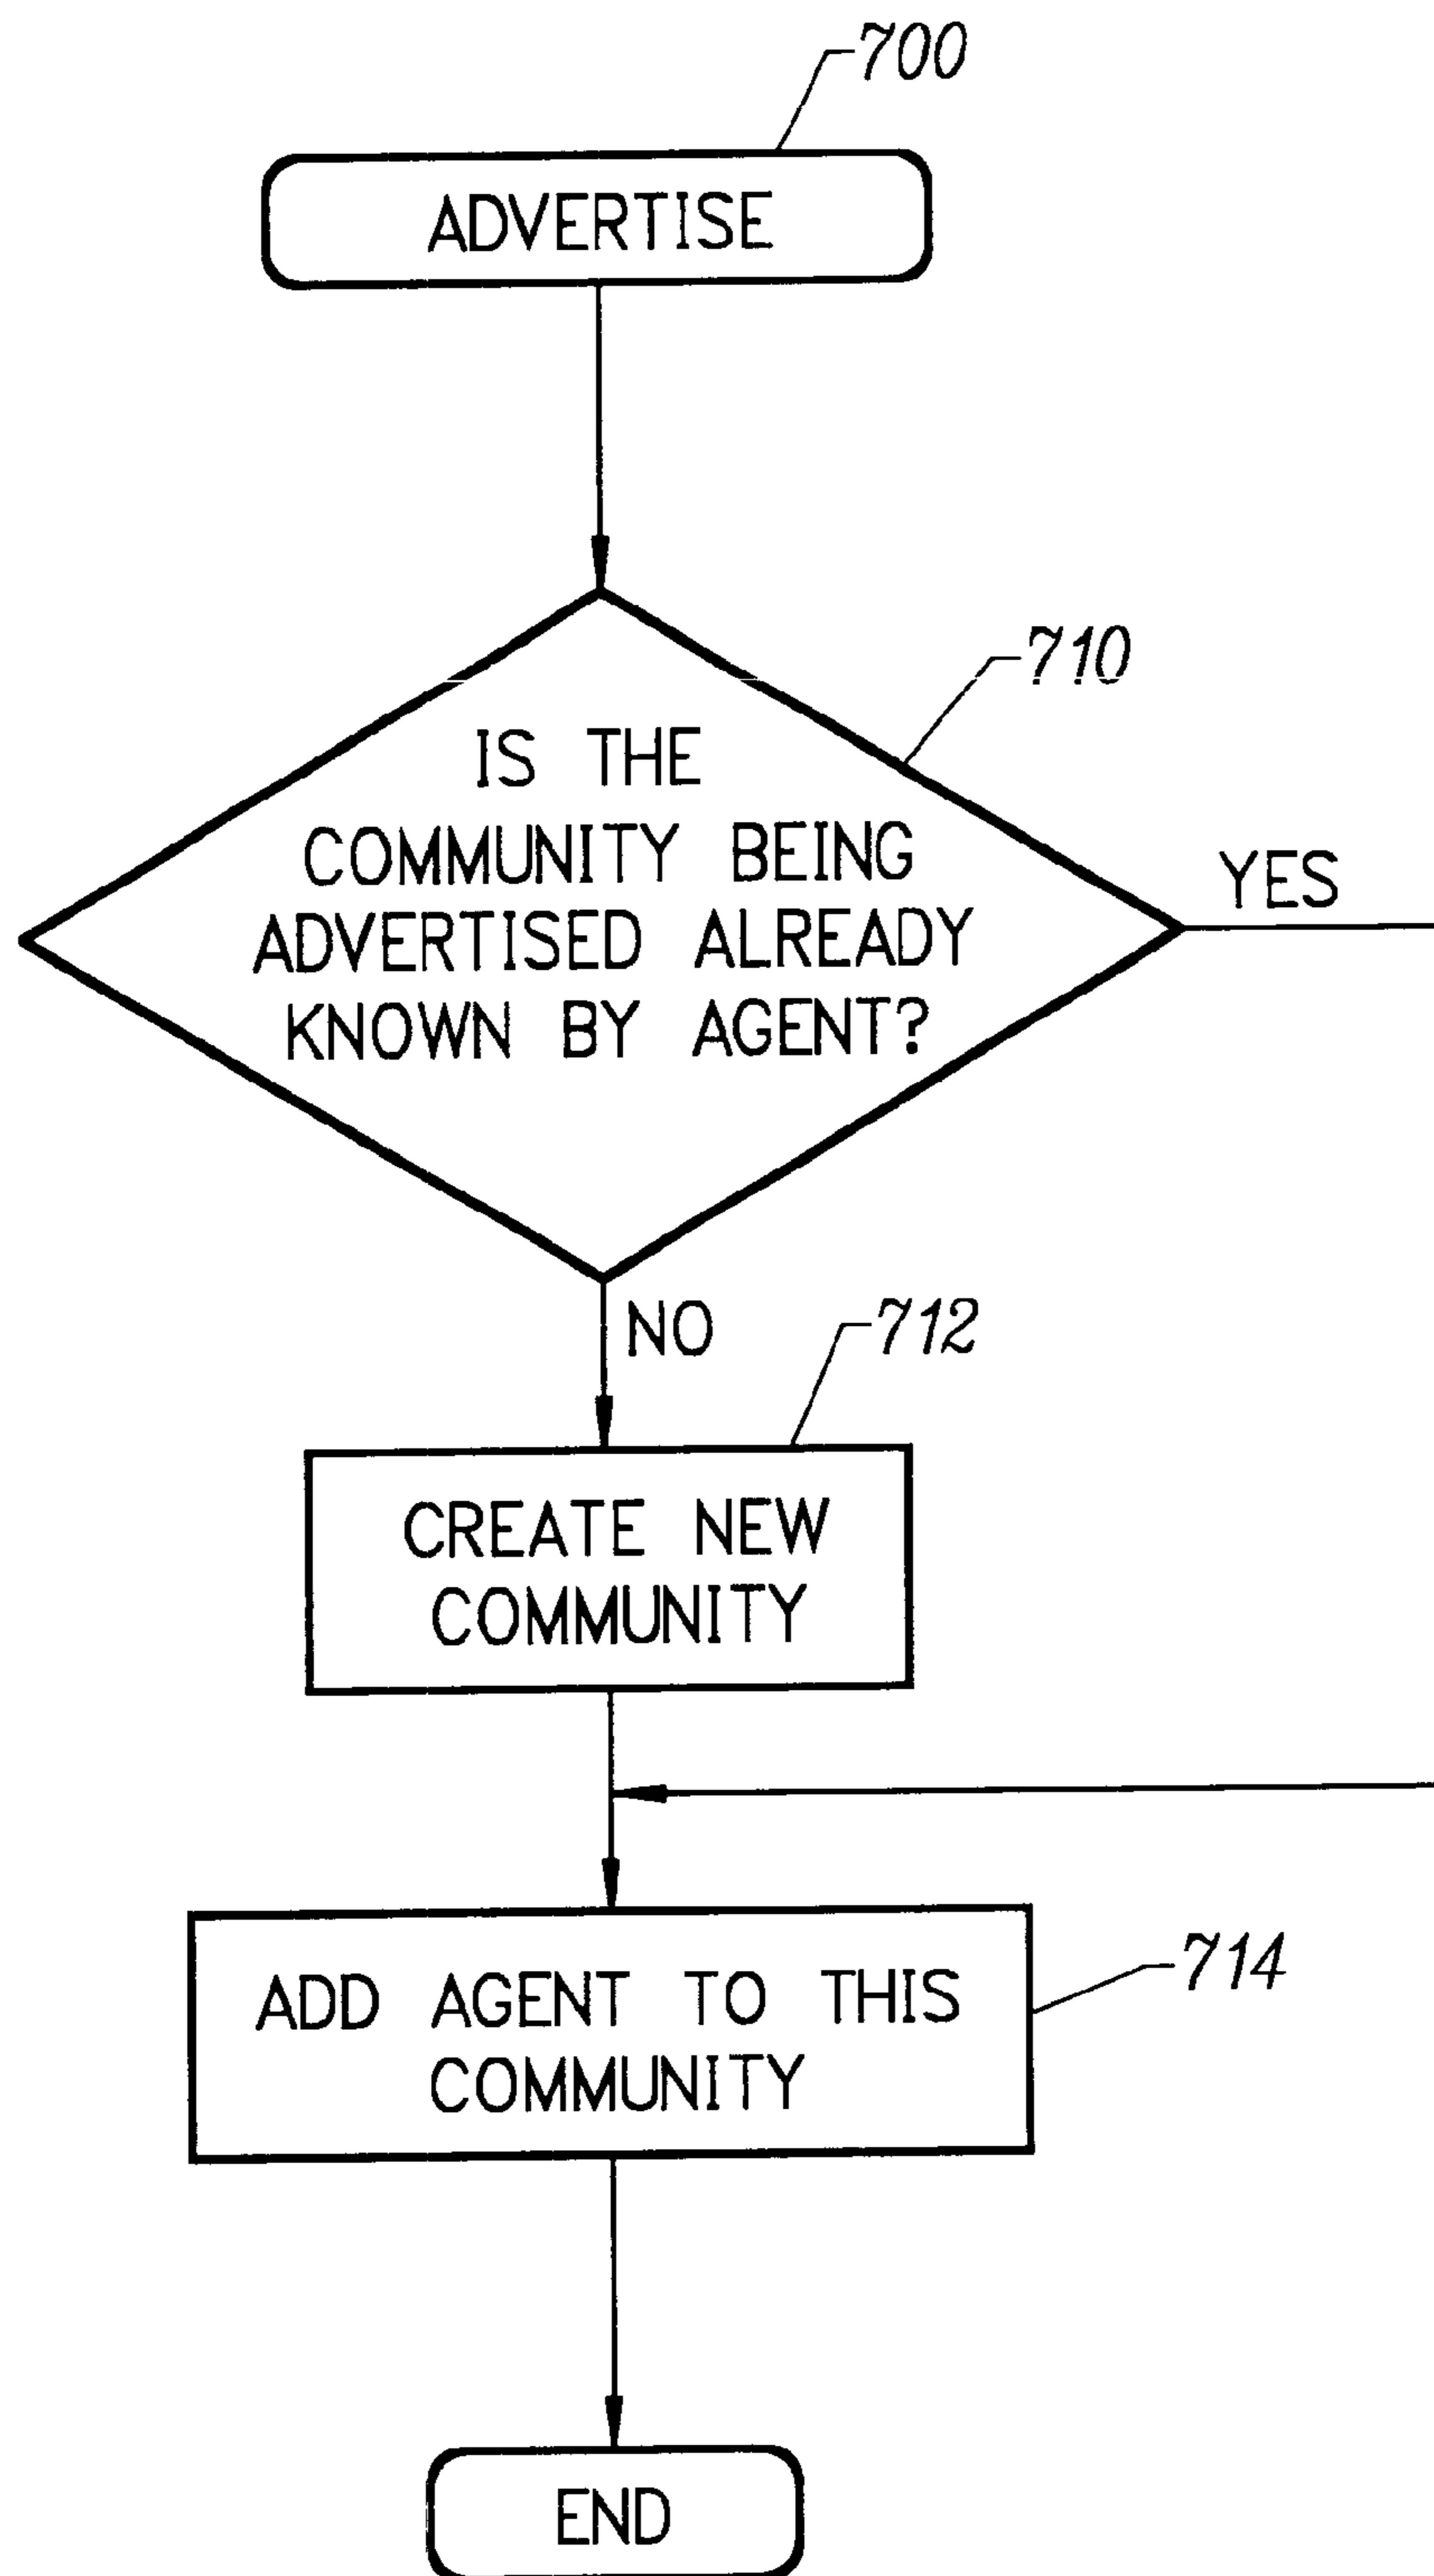 700
ADVERTISE
710
IS THE
COMMUNITY BEING
ADVERTISED ALREADY
KNOWN BY AGENT?
YES
NO
712
CREATE NEW
COMMUNITY
714
ADD AGENT TO THIS
COMMUNITY
END